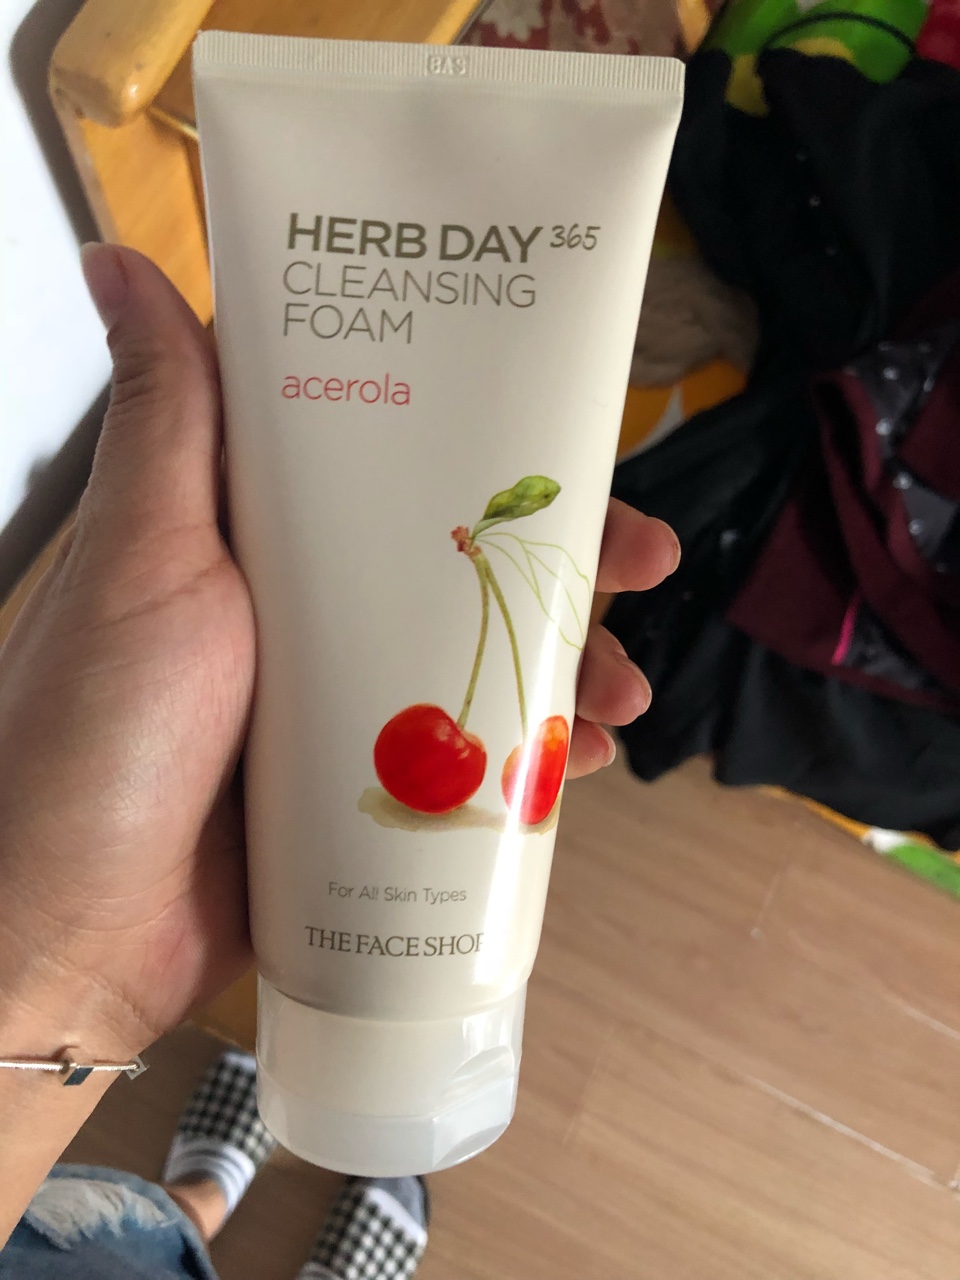 HERB DAY 365
CLEANSING
FOAM
acerola
For All Skin Types
THE FACE SHOP